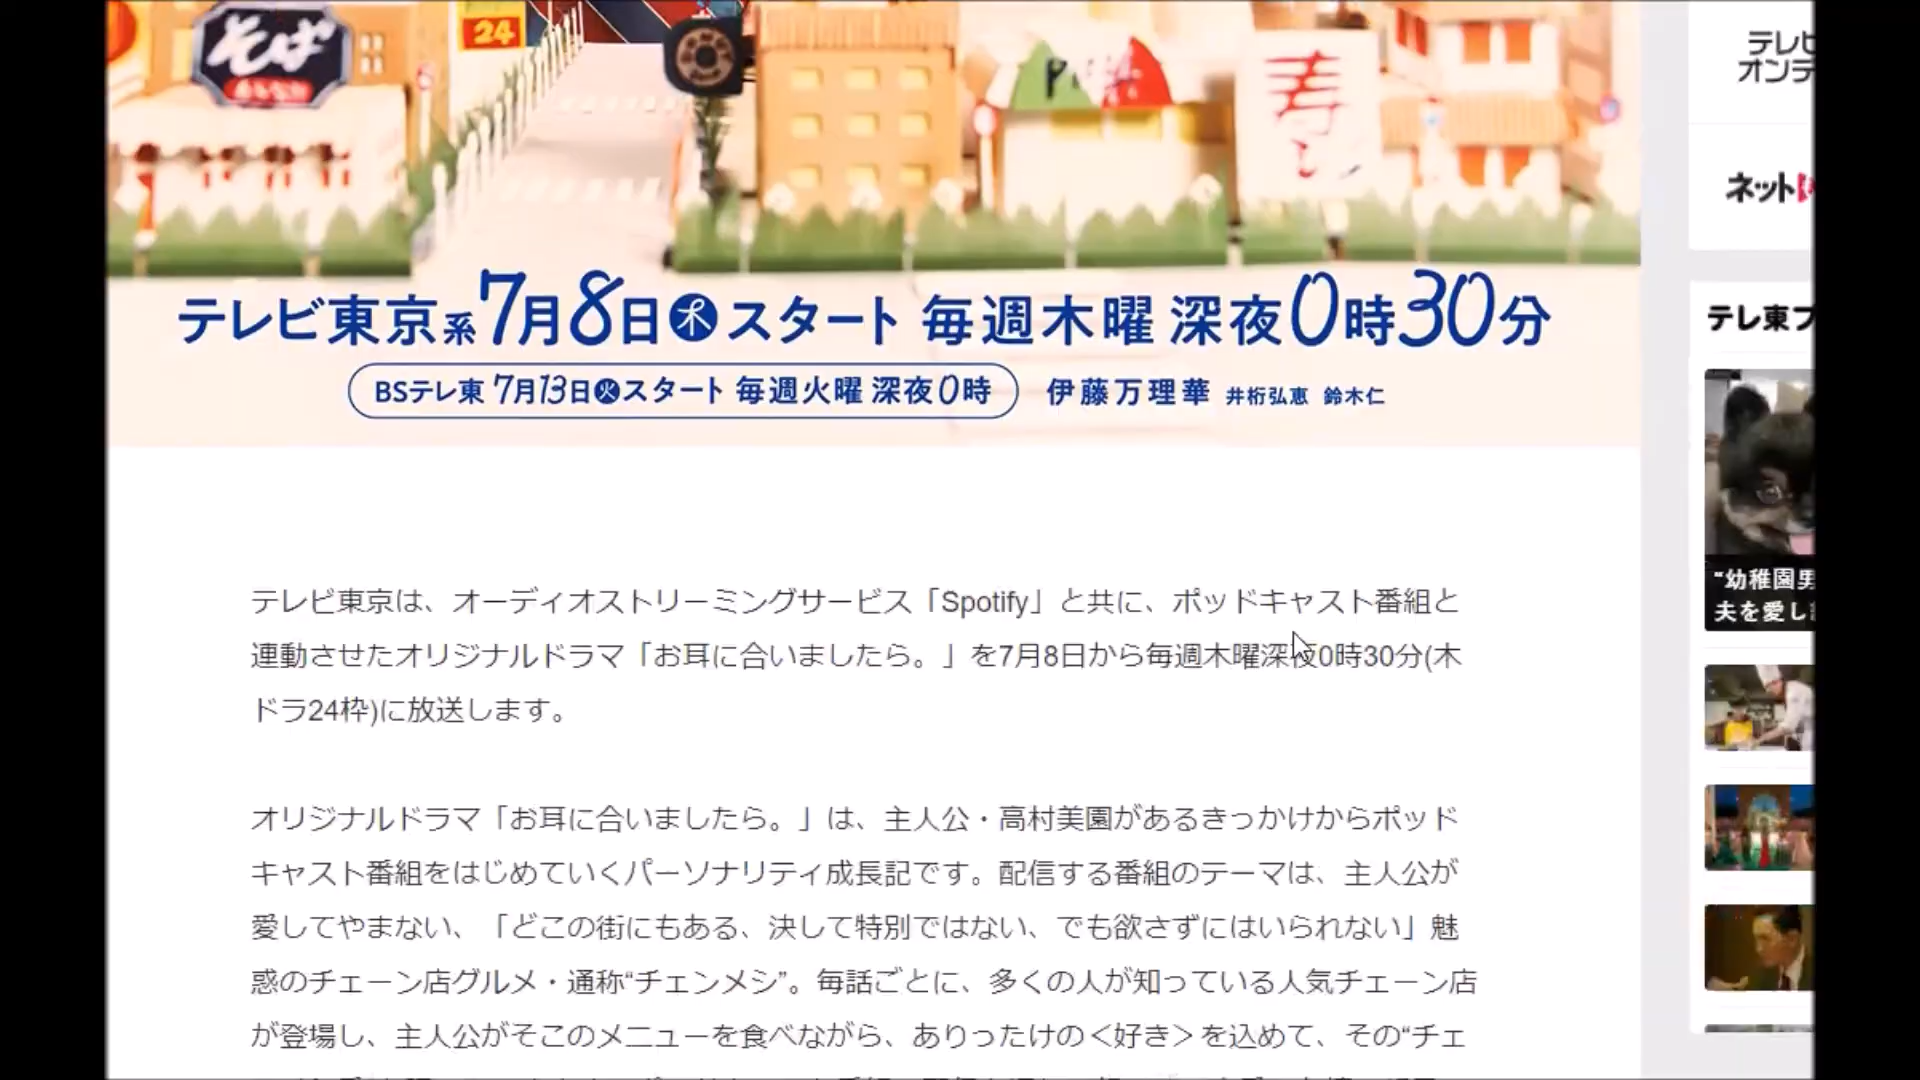 そば
24
寿し
テレビ東京系7月8日木スタート 毎週木曜 深夜0時30分
BSテレ東 7月13日火スタート 毎週火曜 深夜0時
伊藤万理華 井桁弘恵 鈴木仁
テレビ東京は、オーディオストリーミングサービス「Spotify」と共に、ポッドキャスト番組と
連動させたオリジナルドラマ「お耳に合いましたら。」を7月8日から毎週木曜深夜0時30分(木
ドラ24枠)に放送します。
オリジナルドラマ「お耳に合いましたら。」は、主人公・高村美園があるきっかけからポッド
キャスト番組をはじめていくパーソナリティ成長記です。配信する番組のテーマは、主人公が
愛してやまない、「どこの街にもある、決して特別ではない、でも欲さずにはいられない」魅
惑のチェーン店グルメ・通称“チェンメシ”。毎話ごとに、多くの人が知っている人気チェーン店
が登場し、主人公がそこのメニューを食べながら、ありったけの＜好き＞を込めて、その“チェ
テレビ
オンデ
ネット
テレ東プ
“幼稚園男
夫を愛し